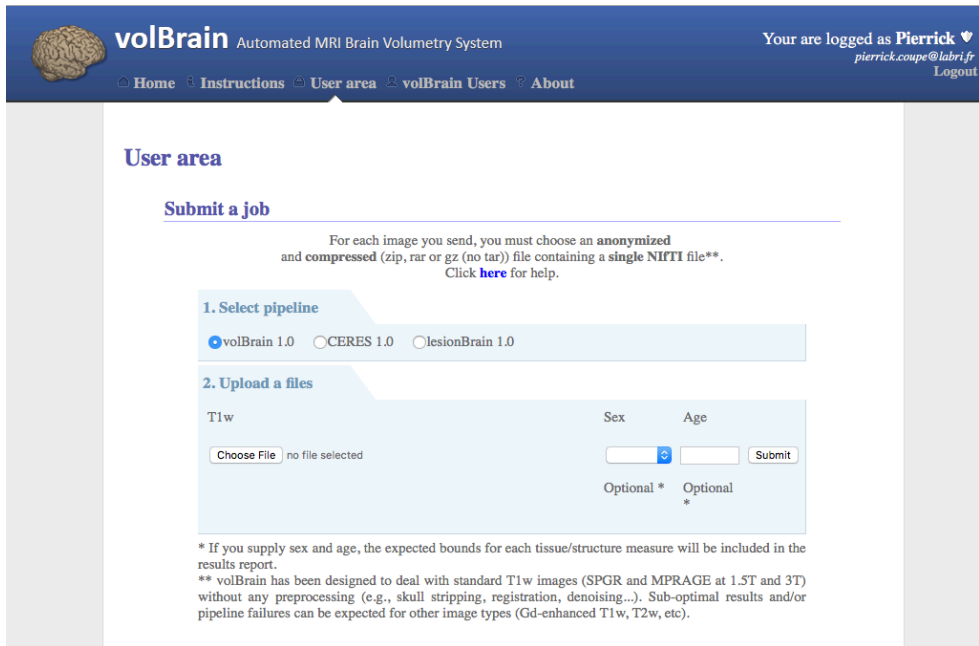 volBrain Automated MRI Brain Volumetry System
Your are logged as Pierrick
pierrick.coupe@labri.fr
Logout
Home Instructions User area volBrain Users About
User area
Submit a job
For each image you send, you must choose an anonymized
and compressed (zip, rar or gz (no tar)) file containing a single NIfTI file**.
Click here for help.
1. Select pipeline
volBrain 1.0 CERES 1.0 lesionBrain 1.0
2. Upload a files
T1w Sex Age
Choose File no file selected Submit
Optional * Optional
*
* If you supply sex and age, the expected bounds for each tissue/structure measure will be included in the
results report.
** volBrain has been designed to deal with standard T1w images (SPGR and MPRAGE at 1.5T and 3T)
without any preprocessing (e.g., skull stripping, registration, denoising...). Sub-optimal results and/or
pipeline failures can be expected for other image types (Gd-enhanced T1w, T2w, etc).